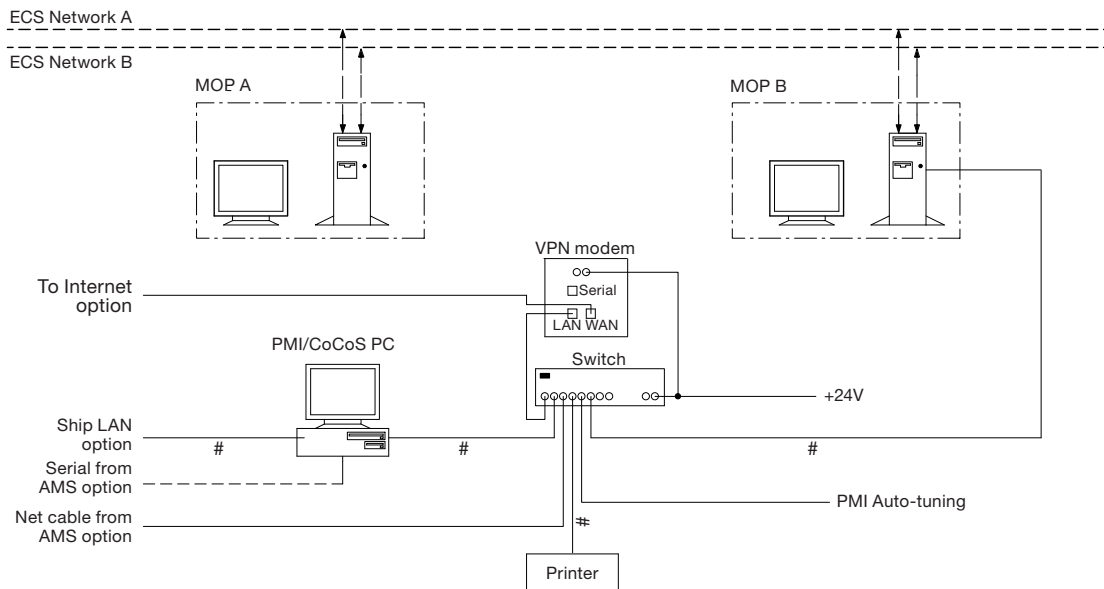 ECS Network A
ECS Network B
MOP A
MOP B
VPN modem
Serial
LAN WAN
To Internet
option
PMI/CoCoS PC
Switch
+24V
Ship LAN
option
#
#
#
Serial from
AMS option
PMI Auto-tuning
Net cable from
AMS option
#
Printer